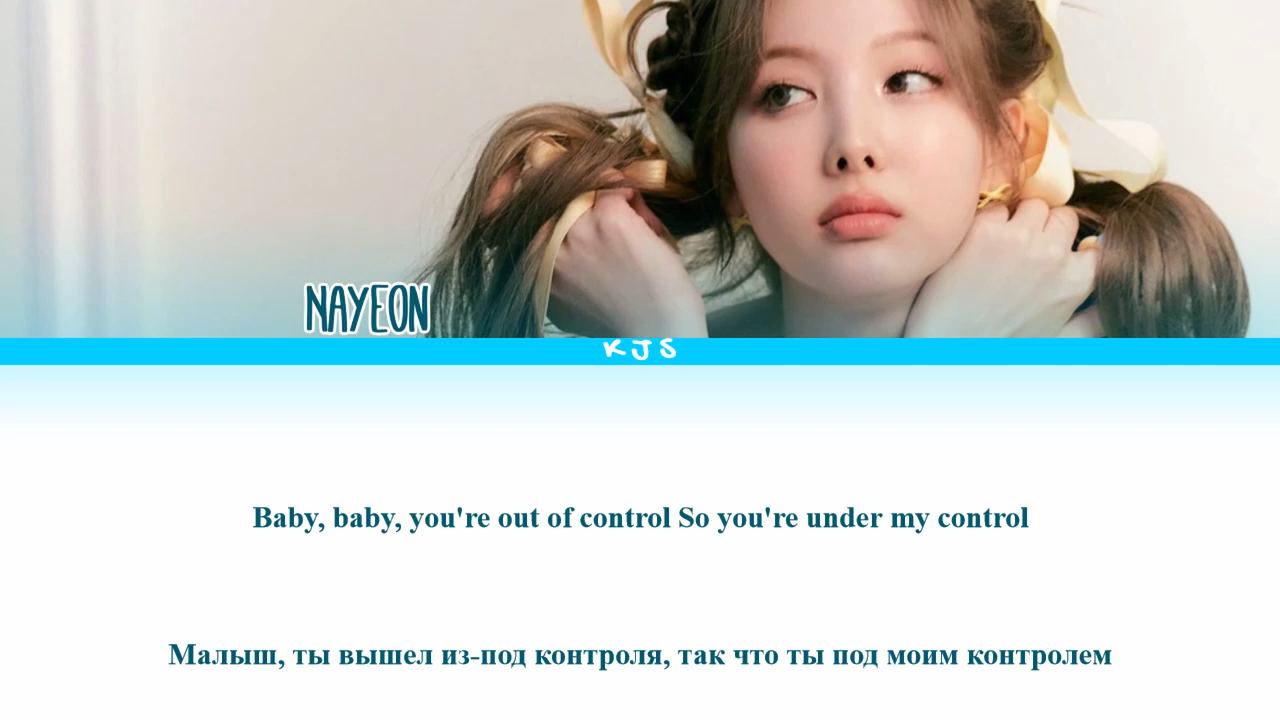 NAYEON
KJS
Baby, baby, you're out of control So you're under my control
Малыш, ты вышел из-под контроля, так что ты под моим контролем